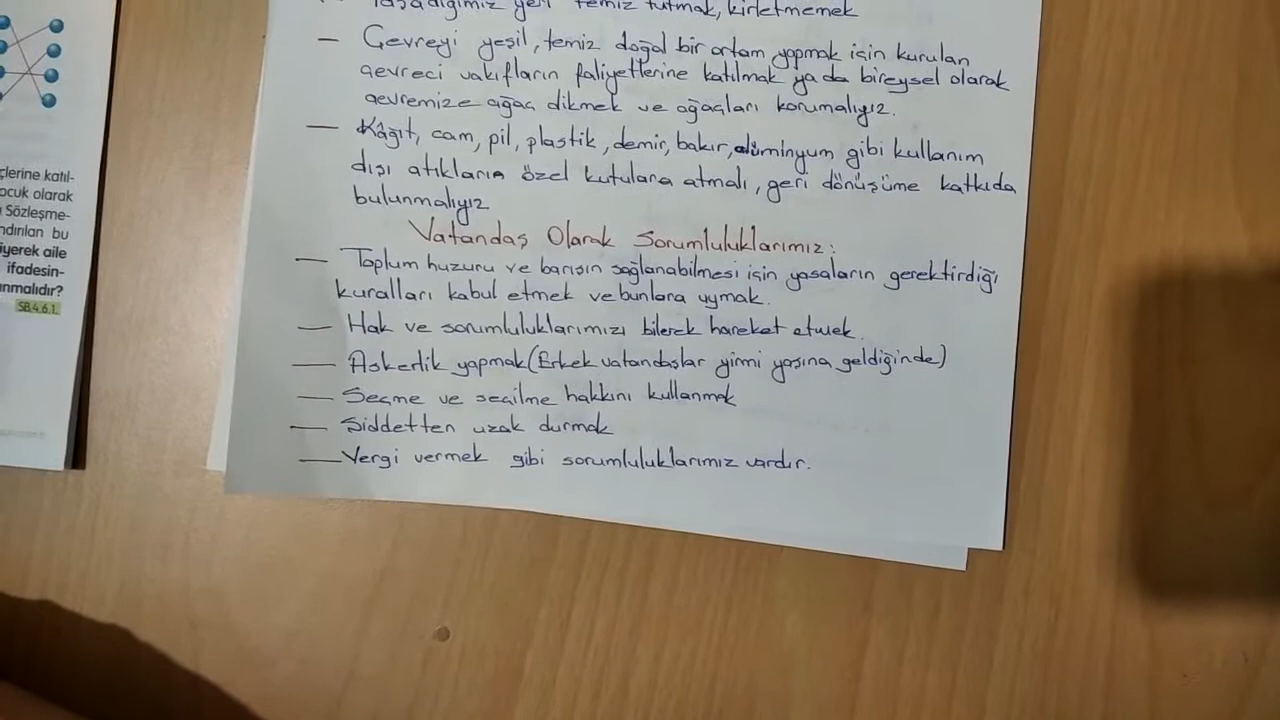 Yaşadığımız yeri temiz tutmak, kirletmemek
— Çevreyi yeşil, temiz doğal bir ortam yapmak için kurulan
çevreci vakıfların faliyetlerine katılmak ya da bireysel olarak
çevremize ağaç dikmek ve ağaçları korumalıyız.
— Kâğıt, cam, pil, plastik, demir, bakır, alüminyum gibi kullanım
dışı atıkların özel kutulara atmalı, geri dönüşüme katkıda
bulunmalıyız
Vatandaş Olarak Sorumluluklarımız:
— Toplum huzuru ve barışın sağlanabilmesi için yasaların gerektirdiği
kuralları kabul etmek ve bunlara uymak.
— Hak ve sorumluluklarımızı bilerek hareket etmek.
— Askerlik yapmak (Erkek vatandaşlar yirmi yaşına geldiğinde)
— Seçme ve seçilme hakkını kullanmak
— Şiddetten uzak durmak
— Vergi vermek gibi sorumluluklarımız vardır.
çlerine katıl-
ocuk olarak
Sözleşme-
ndırılan bu
iyerek aile
ifadesin-
nmalıdır?
SB.4.6.1.